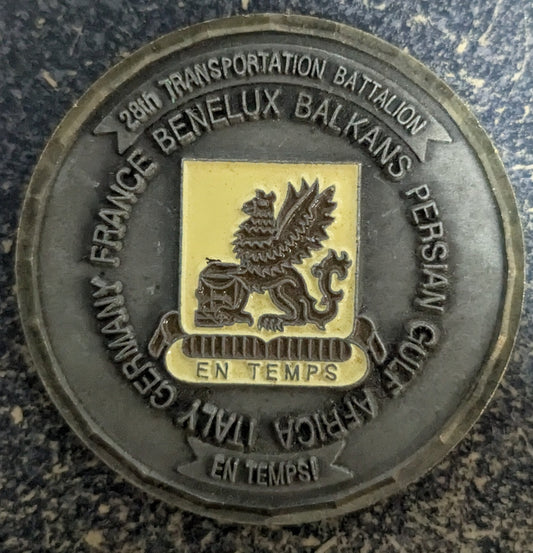 28th TRANSPORTATION BATTALION
ITALY GERMANY FRANCE BENELUX BALKANS PERSIAN GULF AFRICA
EN TEMPS
EN TEMPS!